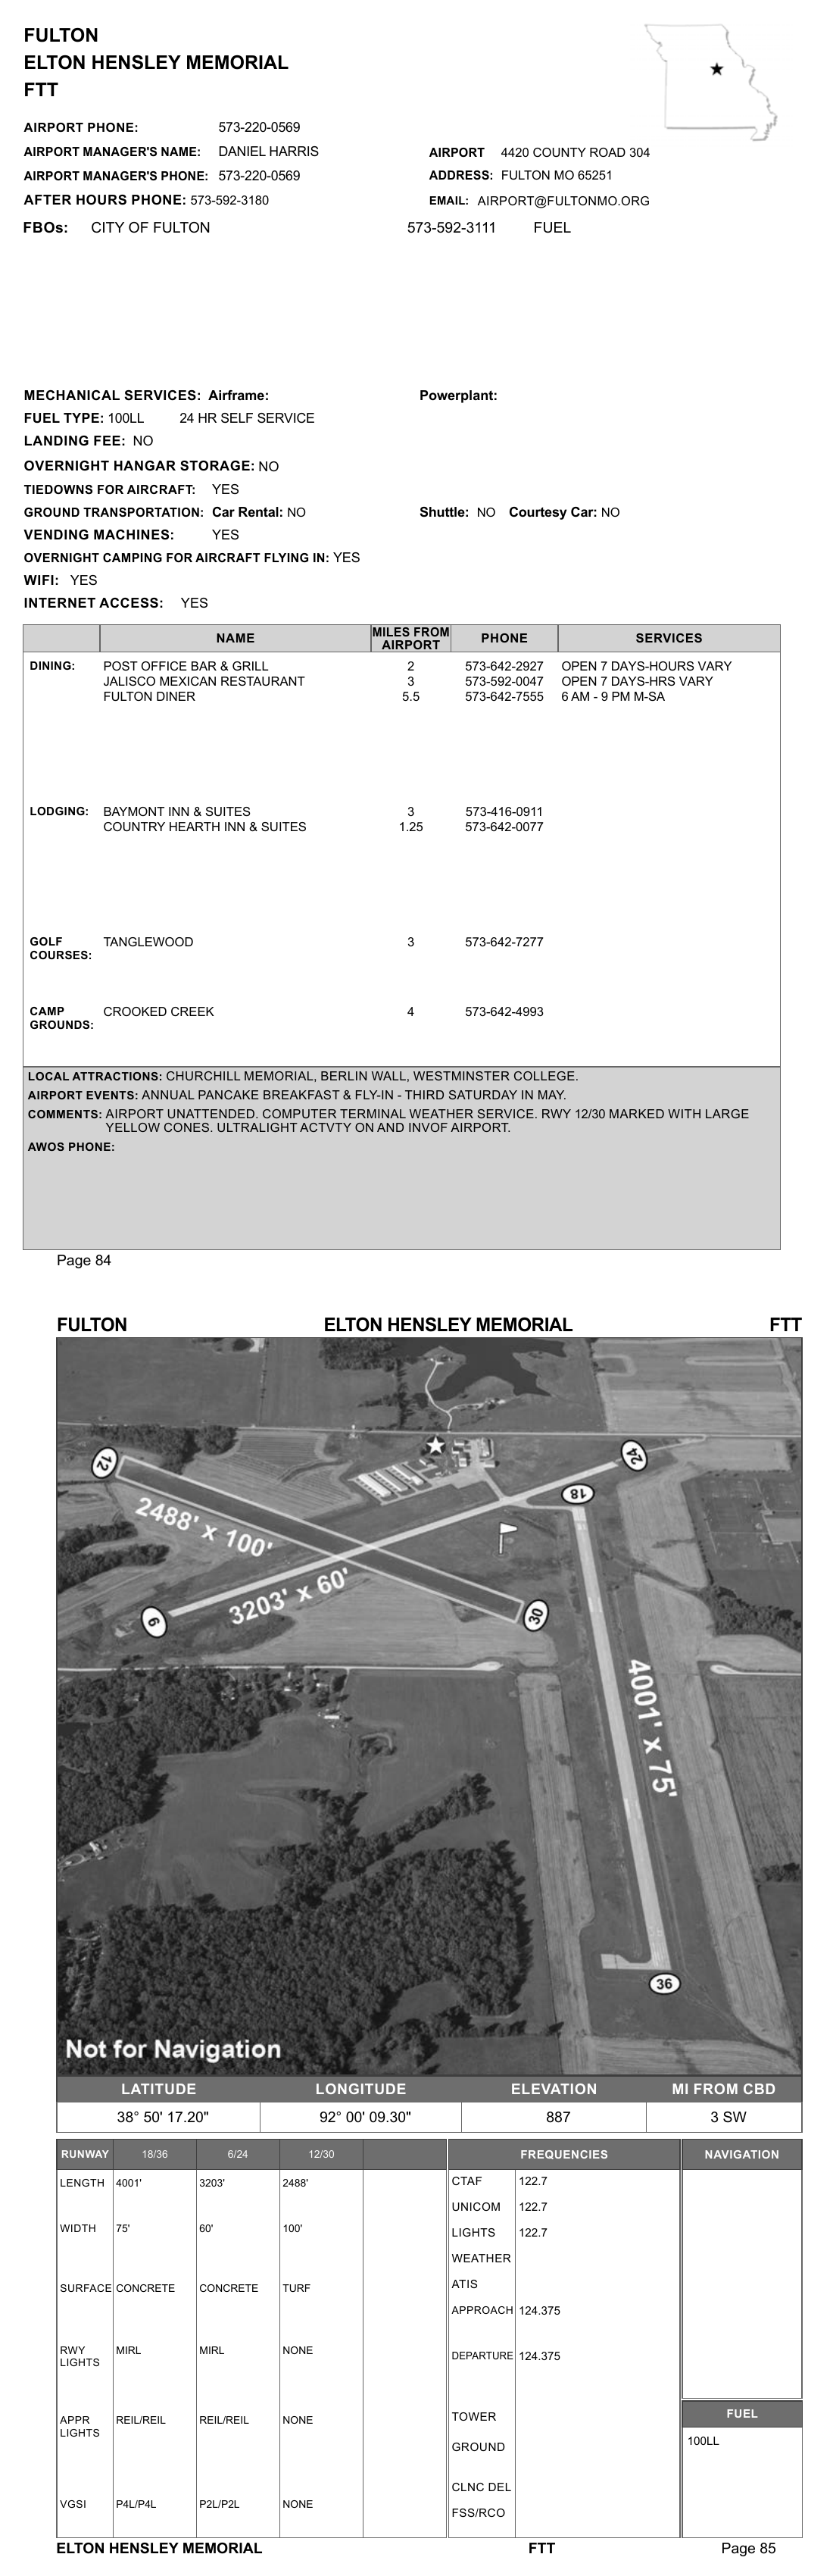 FULTON
ELTON HENSLEY MEMORIAL
FTT
AIRPORT PHONE: 573-220-0569
AIRPORT MANAGER'S NAME: DANIEL HARRIS
AIRPORT 4420 COUNTY ROAD 304
AIRPORT MANAGER'S PHONE: 573-220-0569
ADDRESS: FULTON MO 65251
AFTER HOURS PHONE: 573-592-3180
EMAIL: AIRPORT@FULTONMO.ORG
FBOs: CITY OF FULTON 573-592-3111 FUEL
MECHANICAL SERVICES: Airframe: Powerplant:
FUEL TYPE: 100LL 24 HR SELF SERVICE
LANDING FEE: NO
OVERNIGHT HANGAR STORAGE: NO
TIEDOWNS FOR AIRCRAFT: YES
GROUND TRANSPORTATION: Car Rental: NO Shuttle: NO Courtesy Car: NO
VENDING MACHINES: YES
OVERNIGHT CAMPING FOR AIRCRAFT FLYING IN: YES
WIFI: YES
INTERNET ACCESS: YES
NAME MILES FROM AIRPORT PHONE SERVICES
DINING: POST OFFICE BAR & GRILL 2 573-642-2927 OPEN 7 DAYS-HOURS VARY
JALISCO MEXICAN RESTAURANT 3 573-592-0047 OPEN 7 DAYS-HRS VARY
FULTON DINER 5.5 573-642-7555 6 AM - 9 PM M-SA
LODGING: BAYMONT INN & SUITES 3 573-416-0911
COUNTRY HEARTH INN & SUITES 1.25 573-642-0077
GOLF COURSES: TANGLEWOOD 3 573-642-7277
CAMP GROUNDS: CROOKED CREEK 4 573-642-4993
LOCAL ATTRACTIONS: CHURCHILL MEMORIAL, BERLIN WALL, WESTMINSTER COLLEGE.
AIRPORT EVENTS: ANNUAL PANCAKE BREAKFAST & FLY-IN - THIRD SATURDAY IN MAY.
COMMENTS: AIRPORT UNATTENDED. COMPUTER TERMINAL WEATHER SERVICE. RWY 12/30 MARKED WITH LARGE
YELLOW CONES. ULTRALIGHT ACTVTY ON AND INVOF AIRPORT.
AWOS PHONE:
Page 84
FULTON ELTON HENSLEY MEMORIAL FTT
12
24
18
2488' x 100'
3203' x 60'
6
30
4001' x 75'
36
Not for Navigation
LATITUDE LONGITUDE ELEVATION MI FROM CBD
38° 50' 17.20" 92° 00' 09.30" 887 3 SW
RUNWAY 18/36 6/24 12/30
LENGTH 4001' 3203' 2488'
WIDTH 75' 60' 100'
SURFACE CONCRETE CONCRETE TURF
RWY LIGHTS MIRL MIRL NONE
APPR LIGHTS REIL/REIL REIL/REIL NONE
VGSI P4L/P4L P2L/P2L NONE
FREQUENCIES
CTAF 122.7
UNICOM 122.7
LIGHTS 122.7
WEATHER
ATIS
APPROACH 124.375
DEPARTURE 124.375
TOWER
GROUND
CLNC DEL
FSS/RCO
NAVIGATION
FUEL
100LL
ELTON HENSLEY MEMORIAL FTT Page 85